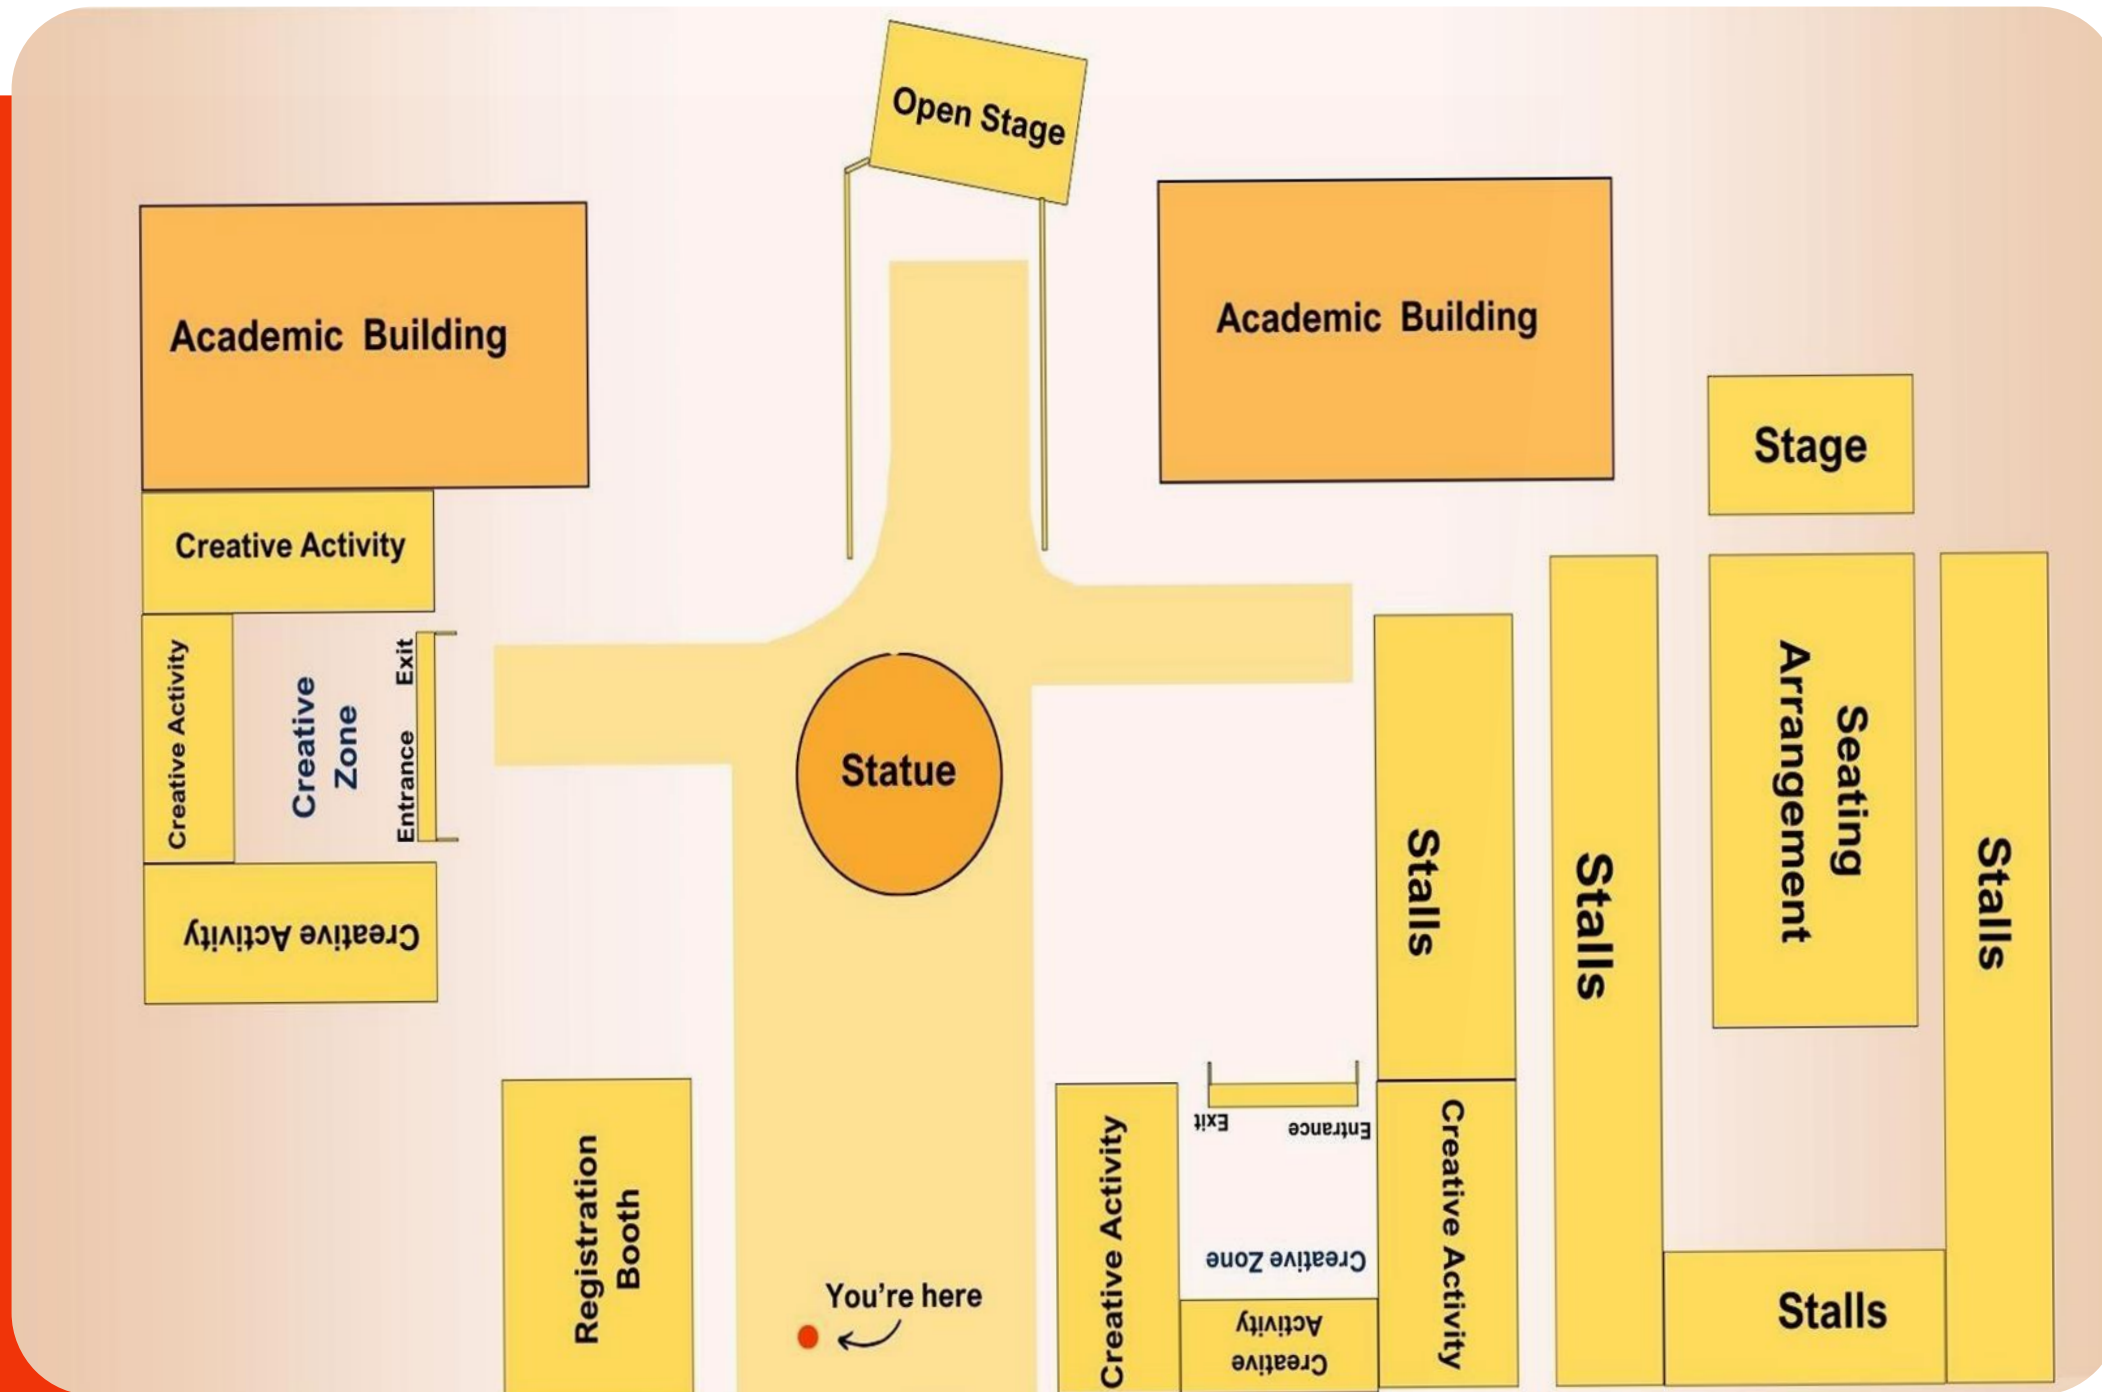 Open Stage
Academic Building
Academic Building
Stage
Creative Activity
Creative Activity
Creative
Zone
Exit
Entrance
Creative Activity
Statue
Stalls
Stalls
Seating
Arrangement
Stalls
Registration
Booth
You're here
Creative Activity
Exit
Entrance
Creative Zone
Creative
Activity
Creative Activity
Stalls